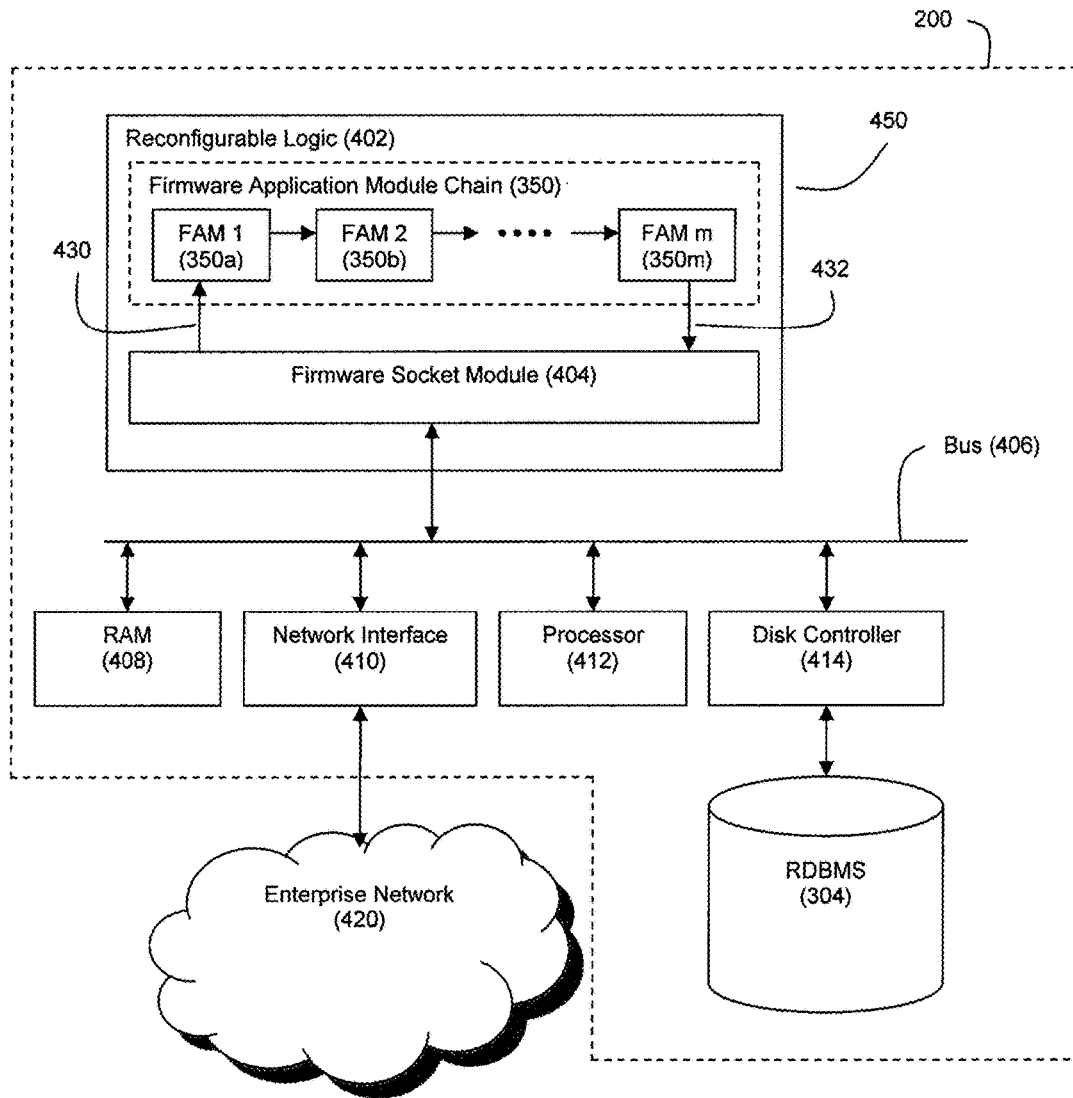 200
Reconfigurable Logic (402)
450
Firmware Application Module Chain (350)
FAM 1
(350a)
FAM 2
(350b)
FAM m
(350m)
430
432
Firmware Socket Module (404)
Bus (406)
RAM
(408)
Network Interface
(410)
Processor
(412)
Disk Controller
(414)
Enterprise Network
(420)
RDBMS
(304)